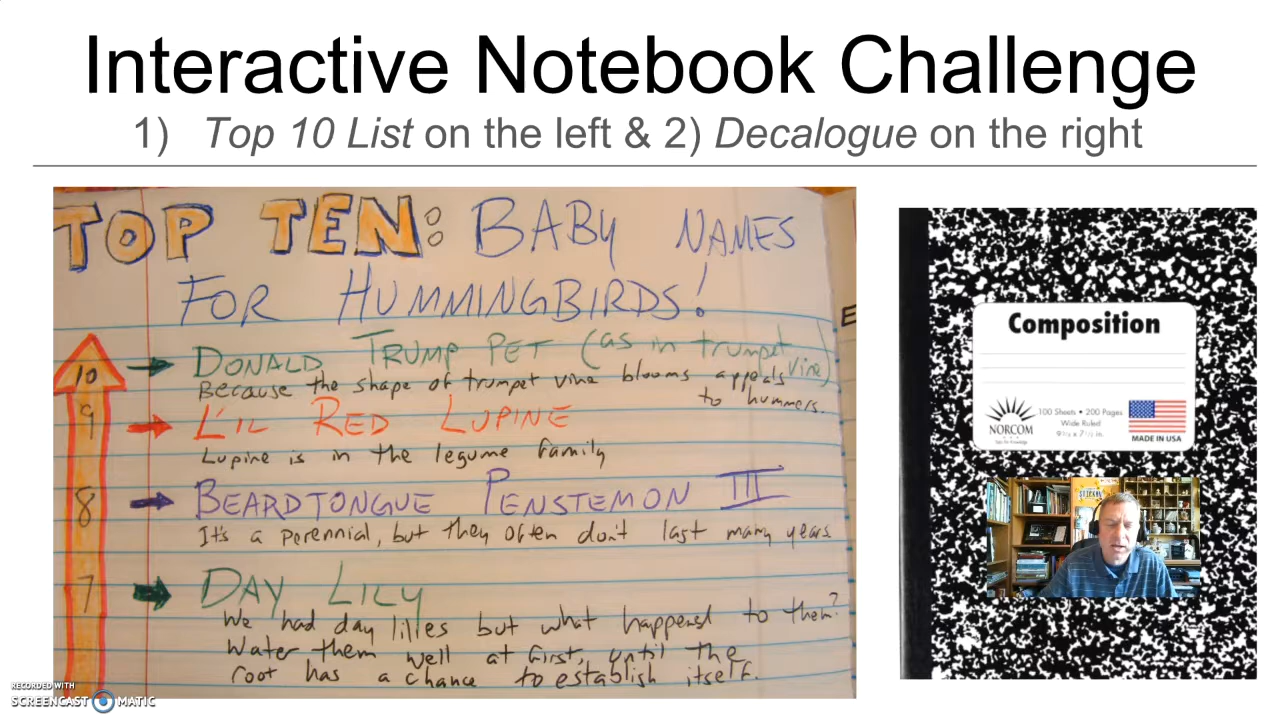 Interactive Notebook Challenge
1) Top 10 List on the left & 2) Decalogue on the right
TOP TEN: BABY NAMES
FOR HUMMINGBIRDS!
10 DONALD TRUMP PET (as in trumpet vine)
Because the shape of trumpet vine blooms appeals
to hummers.
9 L'IL RED LUPINE
Lupine is in the legume family
8 BEARDTONGUE PENSTEMON III
It's a perennial, but they often don't last many years.
7 DAY LILY
We had day lilies but what happened to them?
Water them well at first, until the
root has a chance to establish itself.
Composition
NORCOM
100 Sheets • 200 Pages
Wide Ruled
9¾ x 7½ in.
MADE IN USA
RECORDED WITH
SCREENCAST MATIC